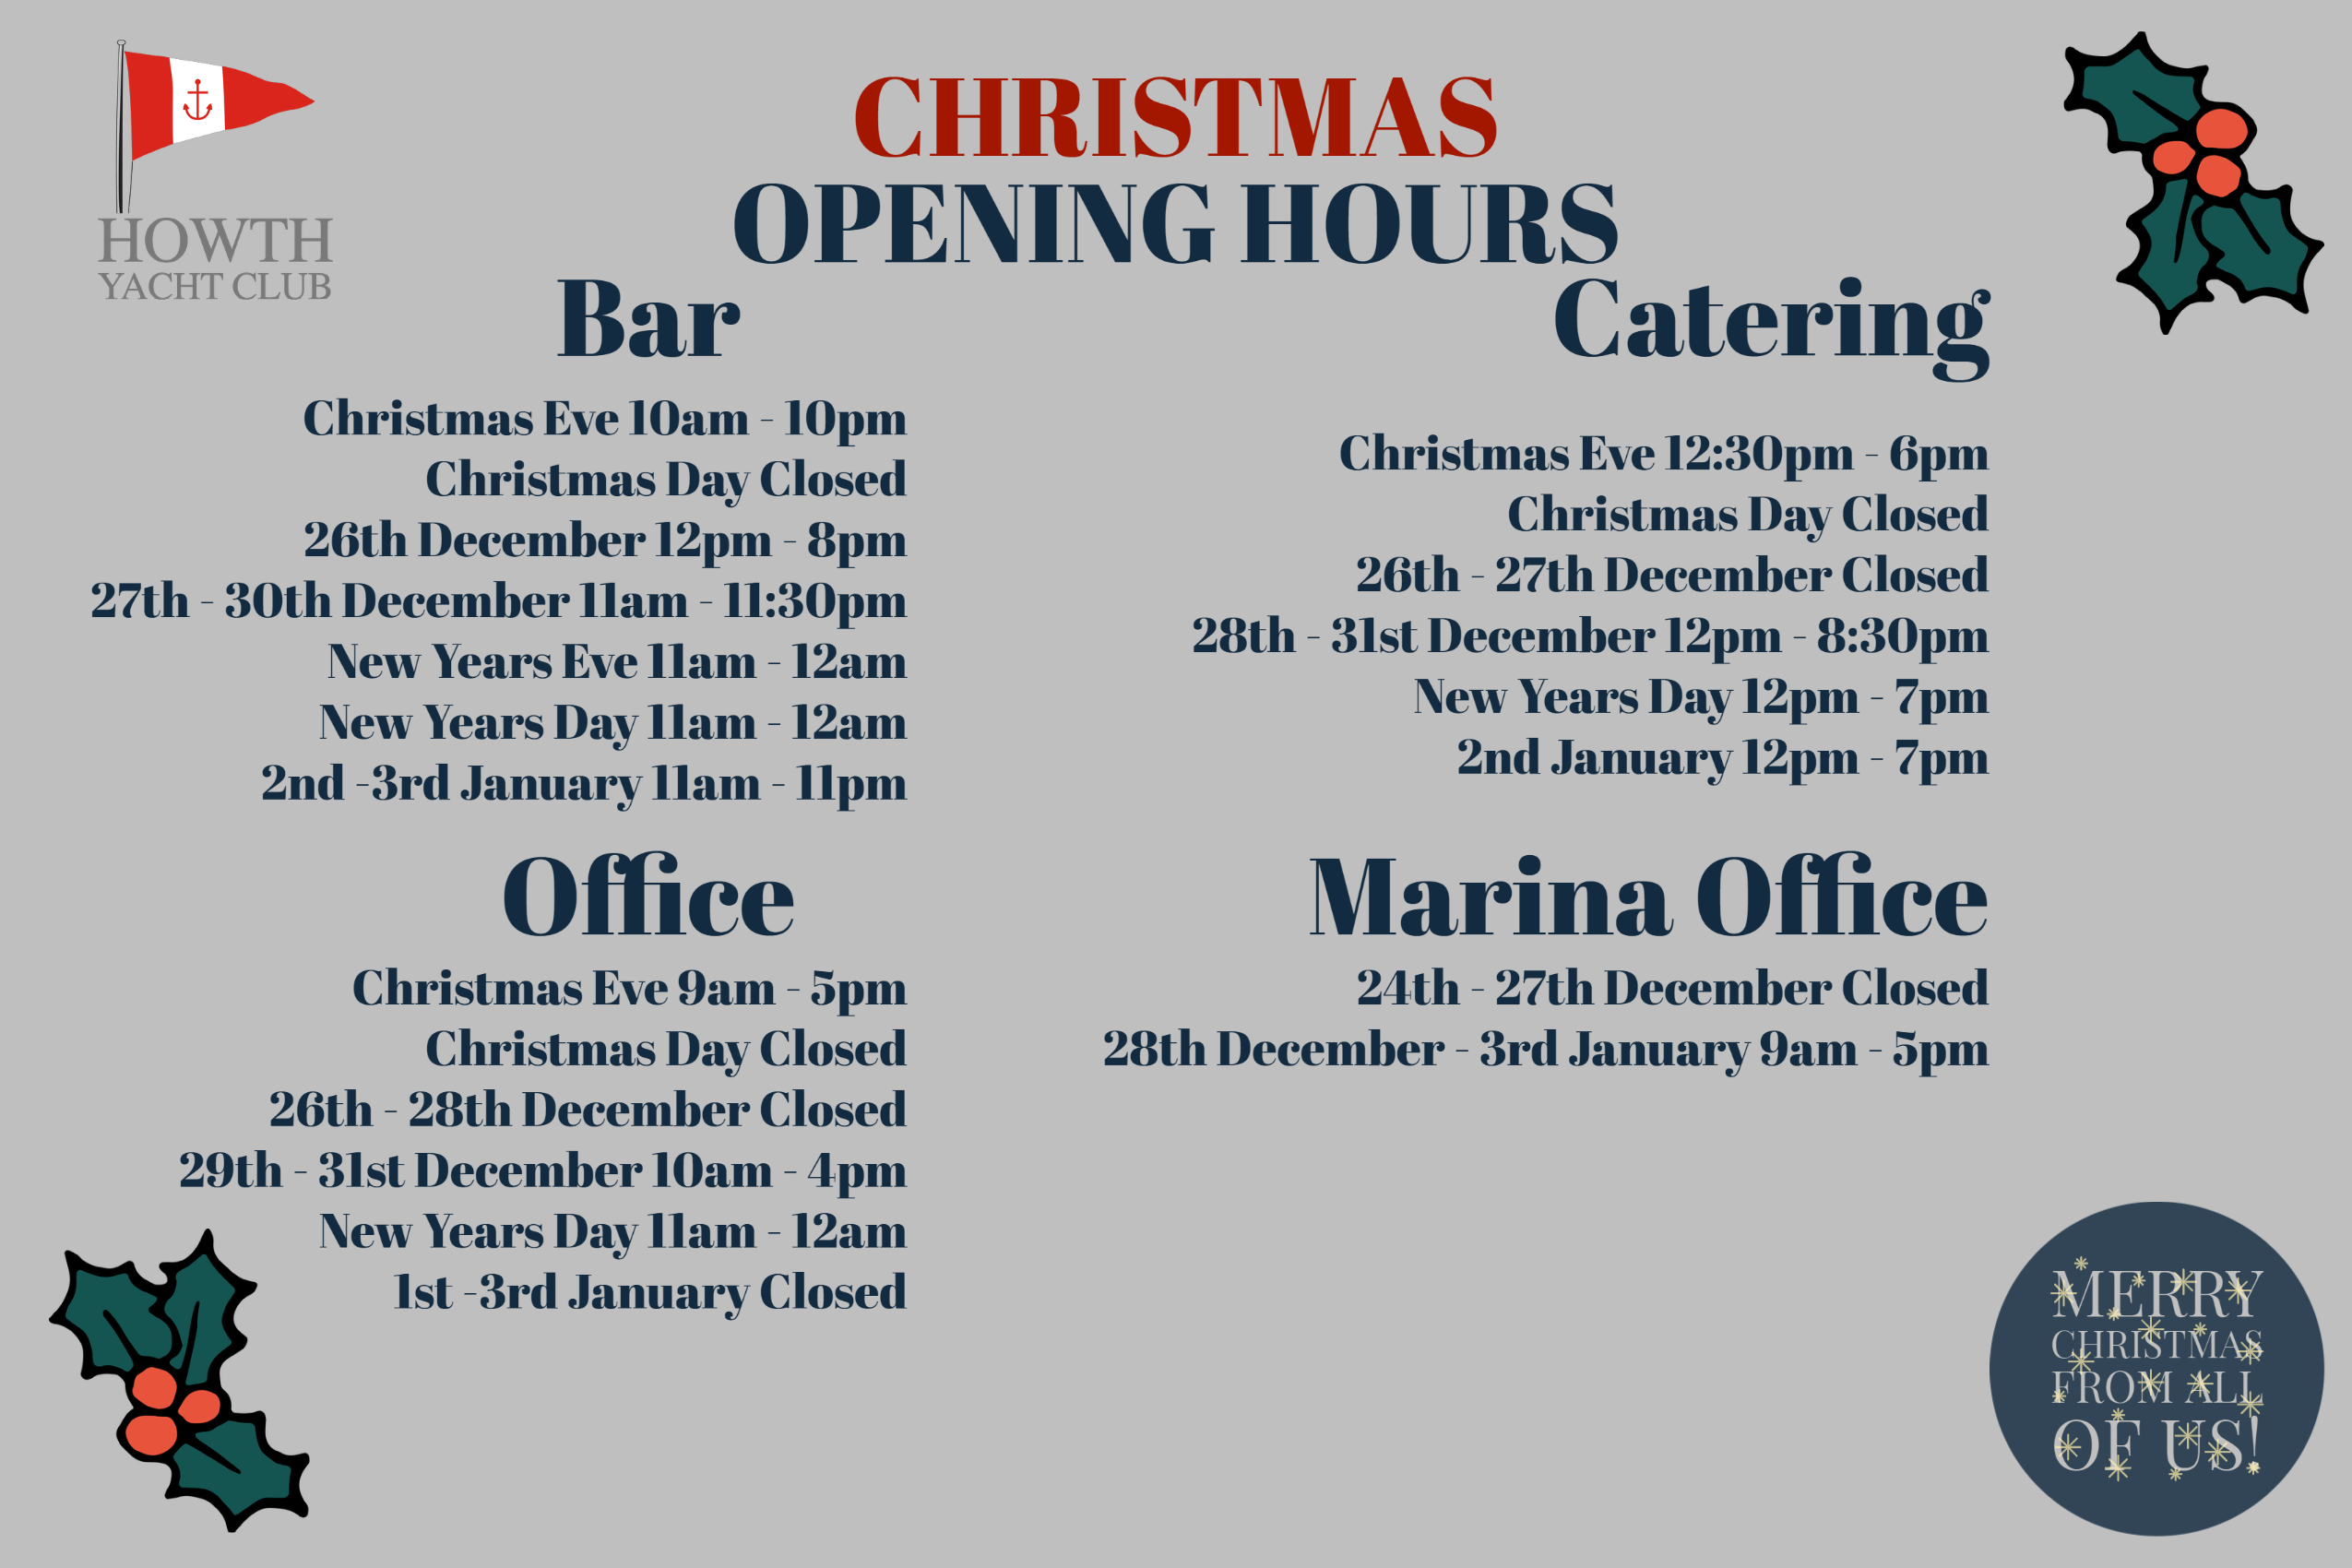 HOWTH
YACHT CLUB
CHRISTMAS
OPENING HOURS
Bar
Christmas Eve 10am - 10pm
Christmas Day Closed
26th December 12pm - 8pm
27th - 30th December 11am - 11:30pm
New Years Eve 11am - 12am
New Years Day 11am - 12am
2nd -3rd January 11am - 11pm
Catering
Christmas Eve 12:30pm - 6pm
Christmas Day Closed
26th - 27th December Closed
28th - 31st December 12pm - 8:30pm
New Years Day 12pm - 7pm
2nd January 12pm - 7pm
Office
Christmas Eve 9am - 5pm
Christmas Day Closed
26th - 28th December Closed
29th - 31st December 10am - 4pm
New Years Day 11am - 12am
1st -3rd January Closed
Marina Office
24th - 27th December Closed
28th December - 3rd January 9am - 5pm
MERRY
CHRISTMAS
FROM ALL
OF US!